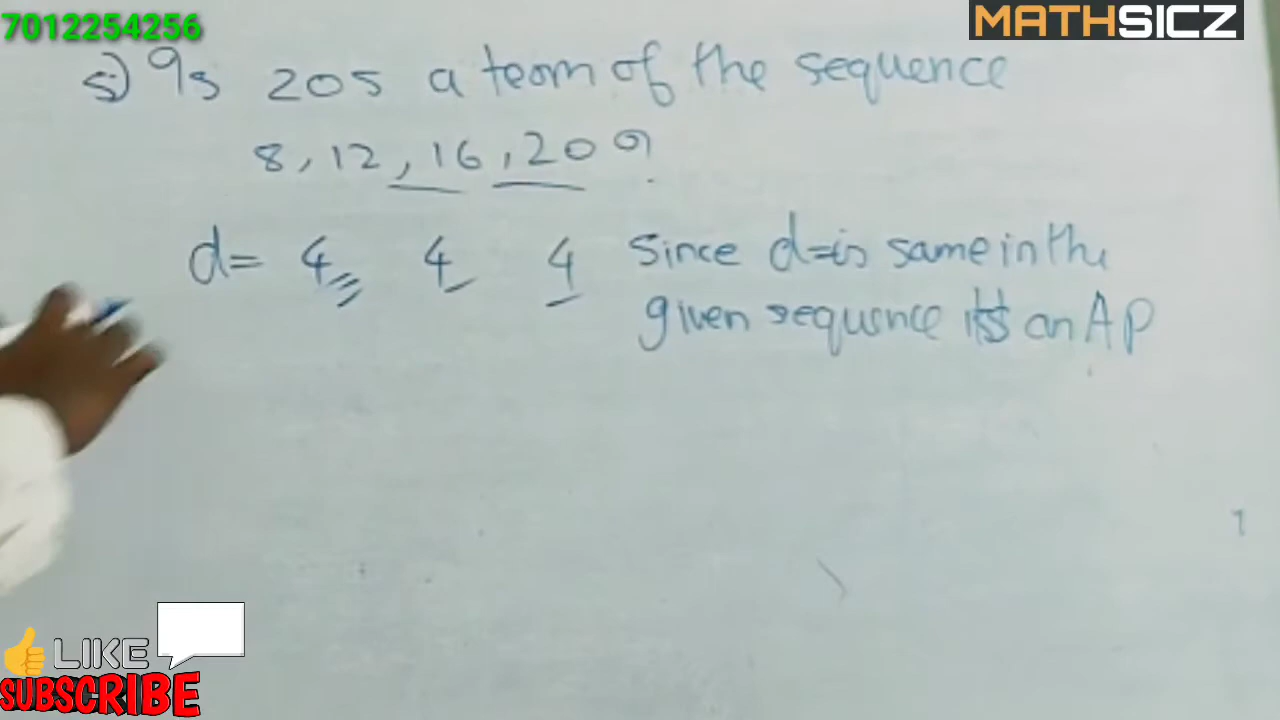 7012254256
MATHSICZ
5) Is 205 a term of the sequence
8, 12, 16, 20 ?
d= 4 4 4 Since d=is same in the
given sequence it's an AP
LIKE
SUBSCRIBE